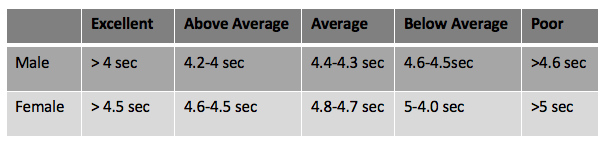 Excellent Above Average Average Below Average Poor
Male > 4 sec 4.2-4 sec 4.4-4.3 sec 4.6-4.5sec >4.6 sec
Female > 4.5 sec 4.6-4.5 sec 4.8-4.7 sec 5-4.0 sec >5 sec